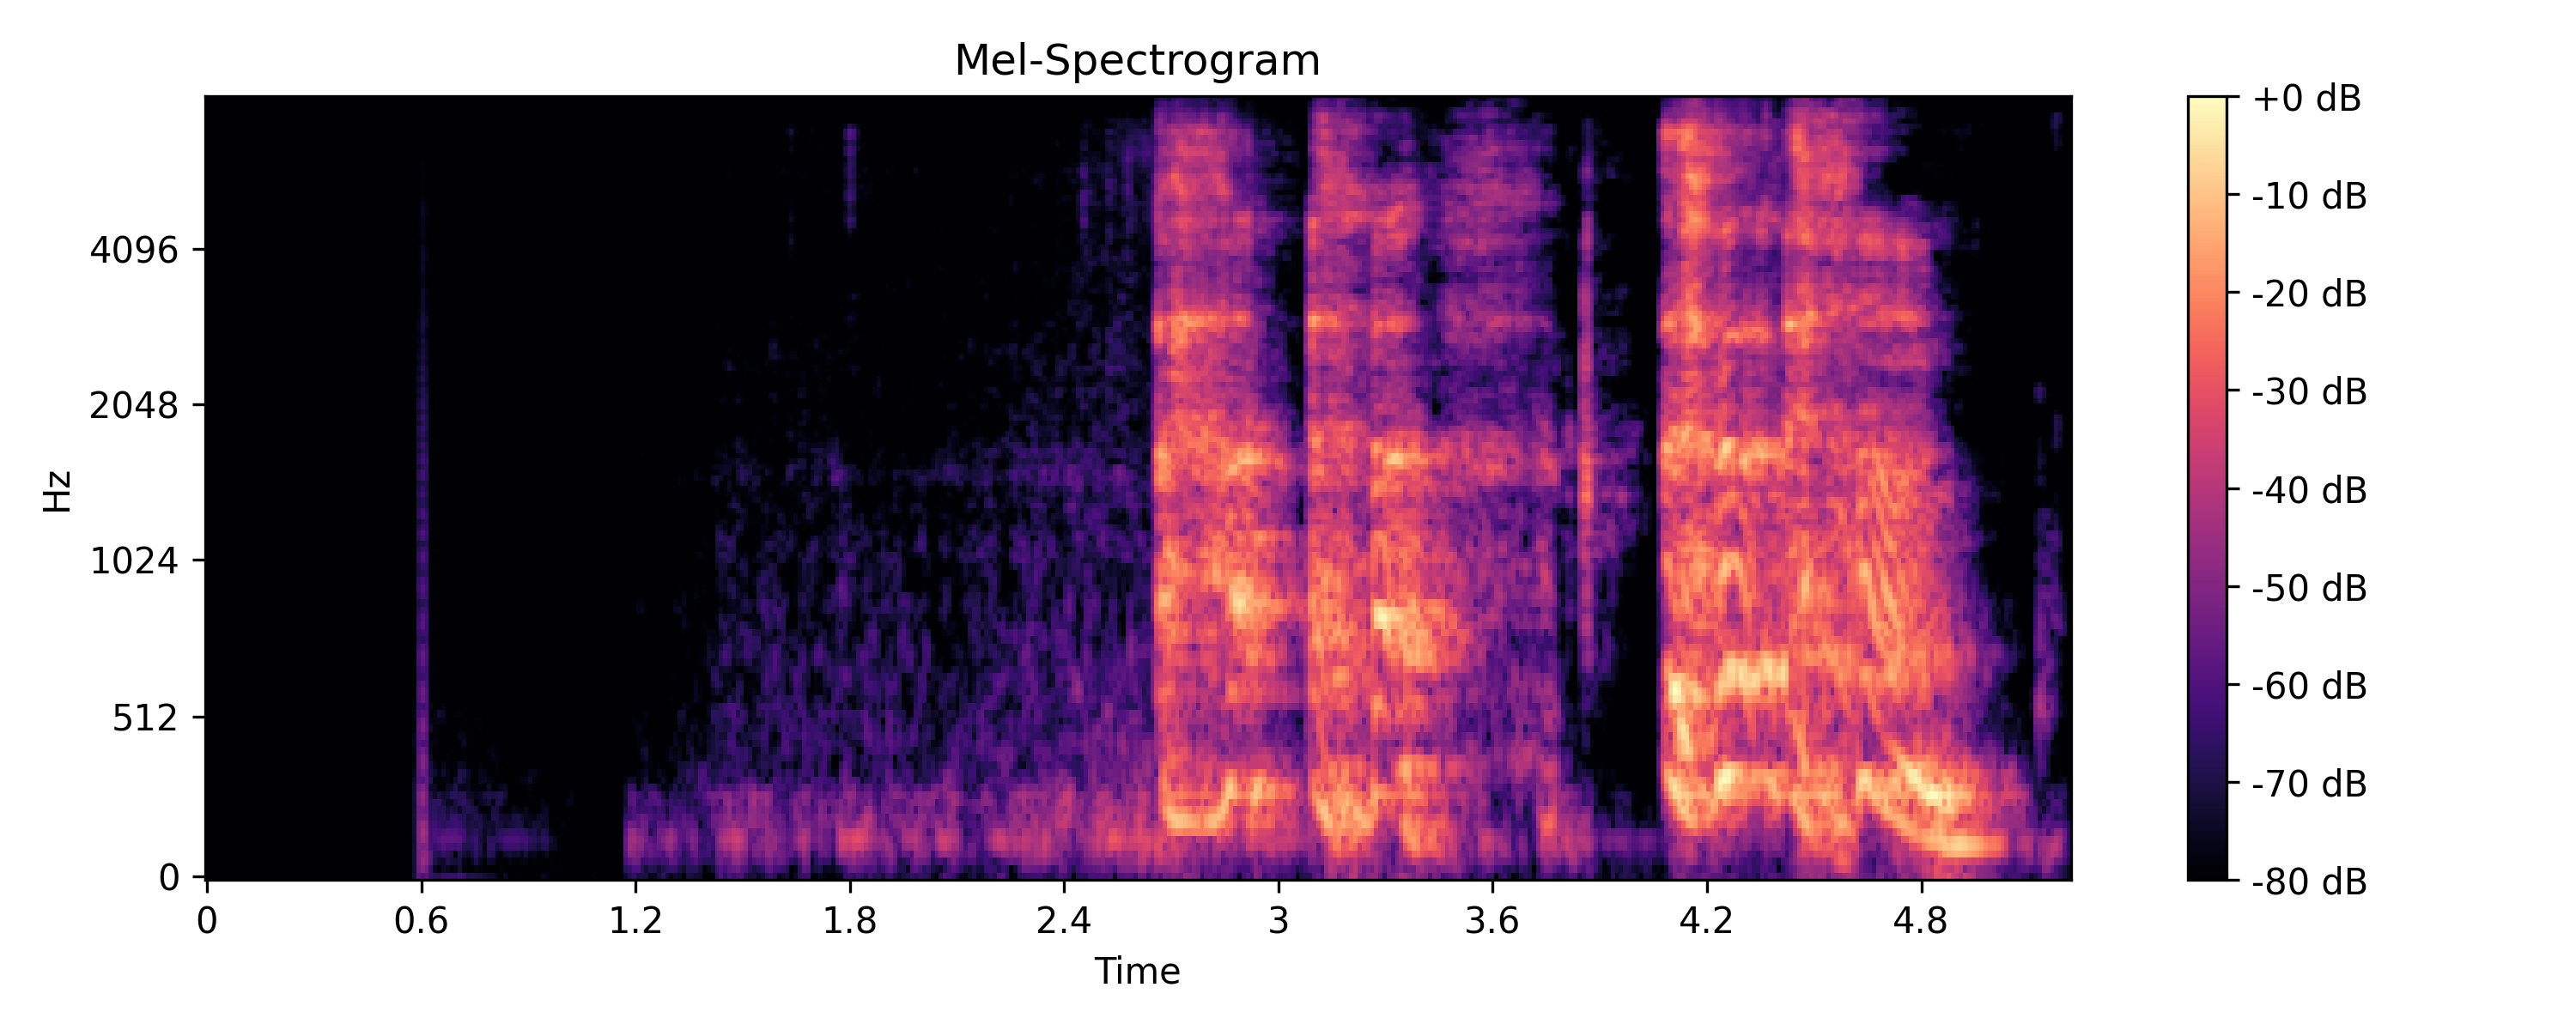 Mel-Spectrogram
+0 dB
-10 dB
-20 dB
-30 dB
-40 dB
-50 dB
-60 dB
-70 dB
-80 dB
Hz
4096
2048
1024
512
0
0 0.6 1.2 1.8 2.4 3 3.6 4.2 4.8
Time